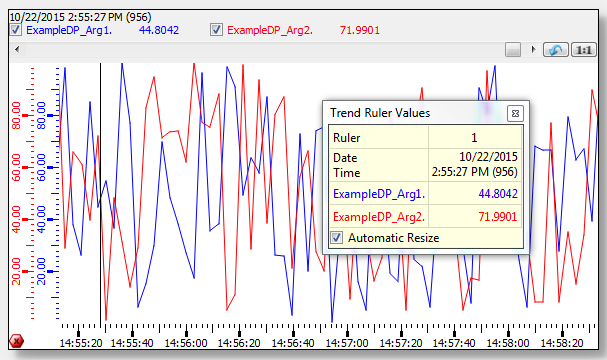 10/22/2015 2:55:27 PM (956)
ExampleDP_Arg1. 44.8042 ExampleDP_Arg2. 71.9901
1:1
Trend Ruler Values
Ruler 1
Date 10/22/2015
Time 2:55:27 PM (956)
ExampleDP_Arg1. 44.8042
ExampleDP_Arg2. 71.9901
Automatic Resize
80.00 80.00
60.00 60.00
40.00 40.00
20.00 20.00
14:55:20 14:55:40 14:56:00 14:56:20 14:56:40 14:57:00 14:57:20 14:57:40 14:58:00 14:58:20